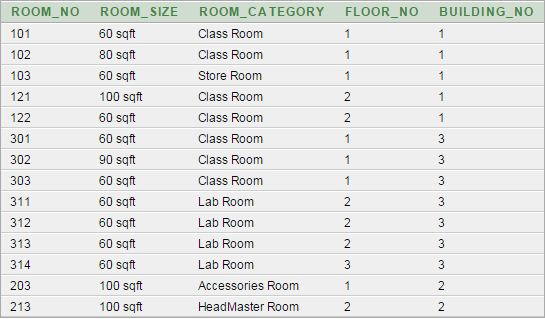 ROOM_NO ROOM_SIZE ROOM_CATEGORY FLOOR_NO BUILDING_NO
101 60 sqft Class Room 1 1
102 80 sqft Class Room 1 1
103 60 sqft Store Room 1 1
121 100 sqft Class Room 2 1
122 60 sqft Class Room 2 1
301 60 sqft Class Room 1 3
302 90 sqft Class Room 1 3
303 60 sqft Class Room 1 3
311 60 sqft Lab Room 2 3
312 60 sqft Lab Room 2 3
313 60 sqft Lab Room 2 3
314 60 sqft Lab Room 3 3
203 100 sqft Accessories Room 1 2
213 100 sqft HeadMaster Room 2 2